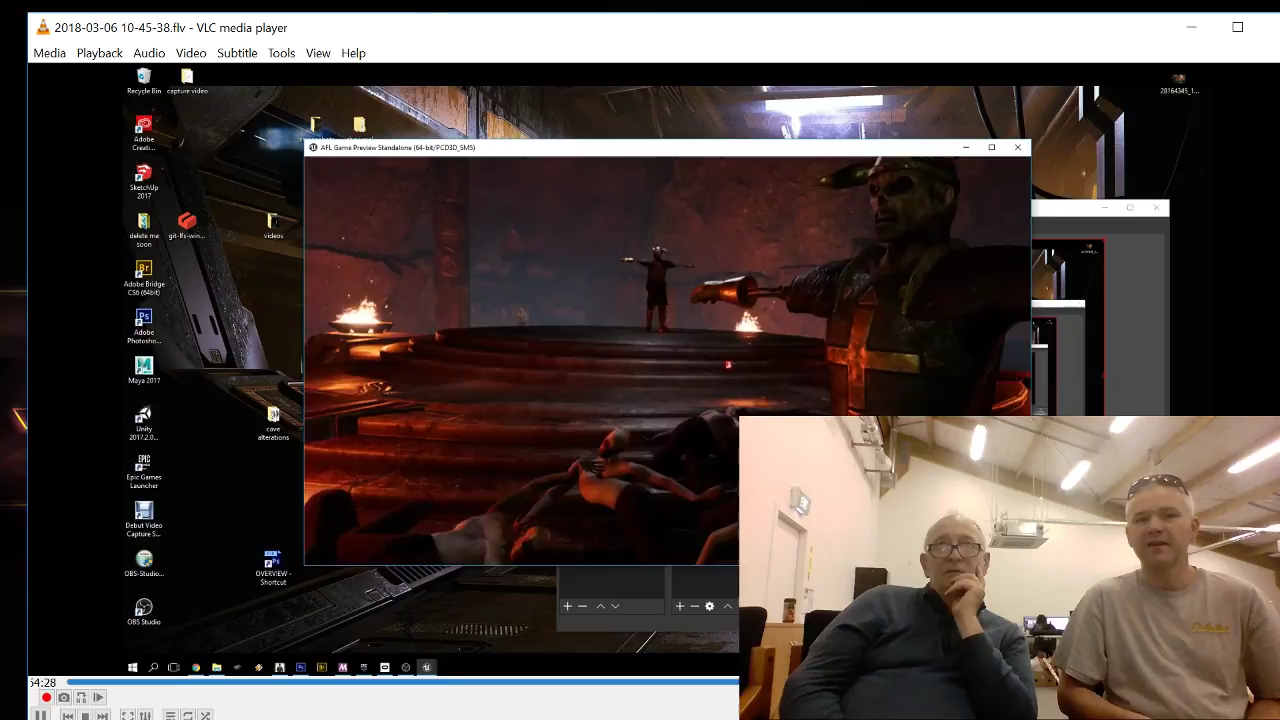 2018-03-06 10-45-38.flv - VLC media player
Media Playback Audio Video Subtitle Tools View Help
Recycle Bin
capture video
28164345_1...
Adobe Creati...
AFL Game Preview Standalone (64-bit/PCD3D_SM5)
SketchUp 2017
delete me soon
git-lfs-win...
videos
Adobe Bridge CS6 (64bit)
Adobe Photosho...
Maya 2017
Unity 2017.2.0...
cave alterations
Epic Games Launcher
Debut Video Capture S...
OBS-Studio...
OVERVIEW - Shortcut
OBS Studio
54:28